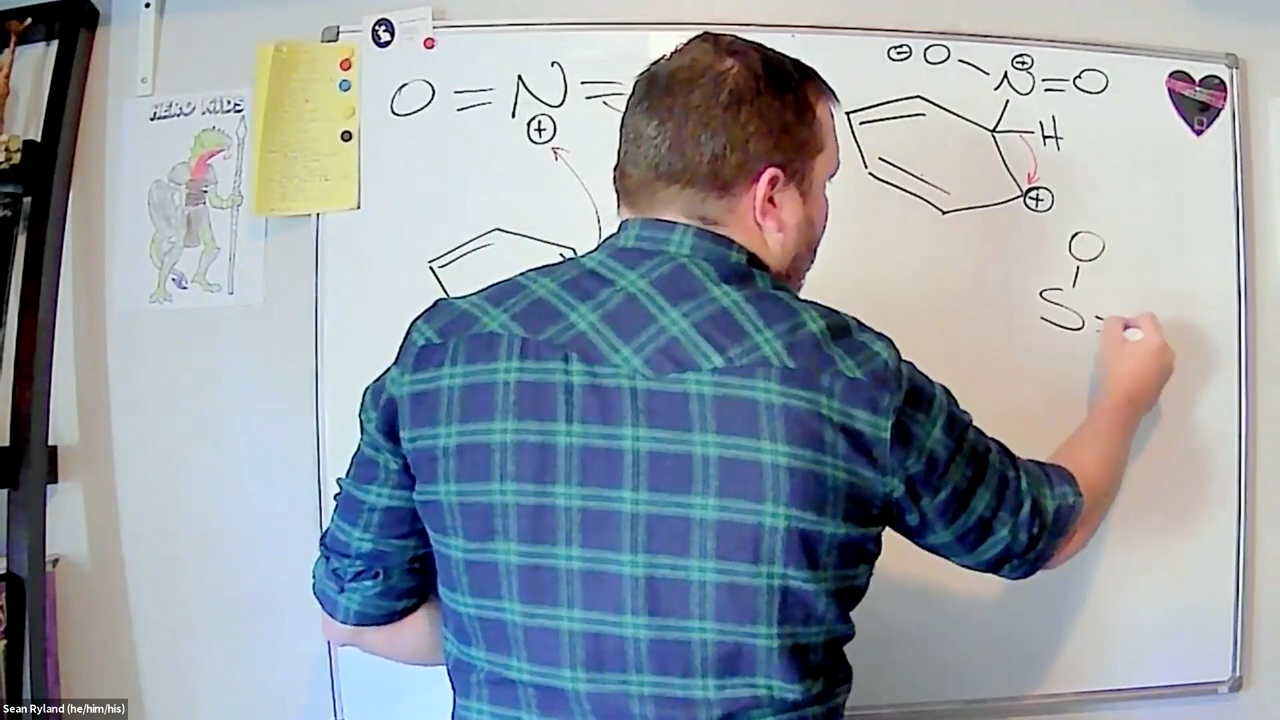 HERO KIDS
O = N =
⊕
⊖ O N ⊕ = O
H
⊕
O
S =
Sean Ryland (he/him/his)